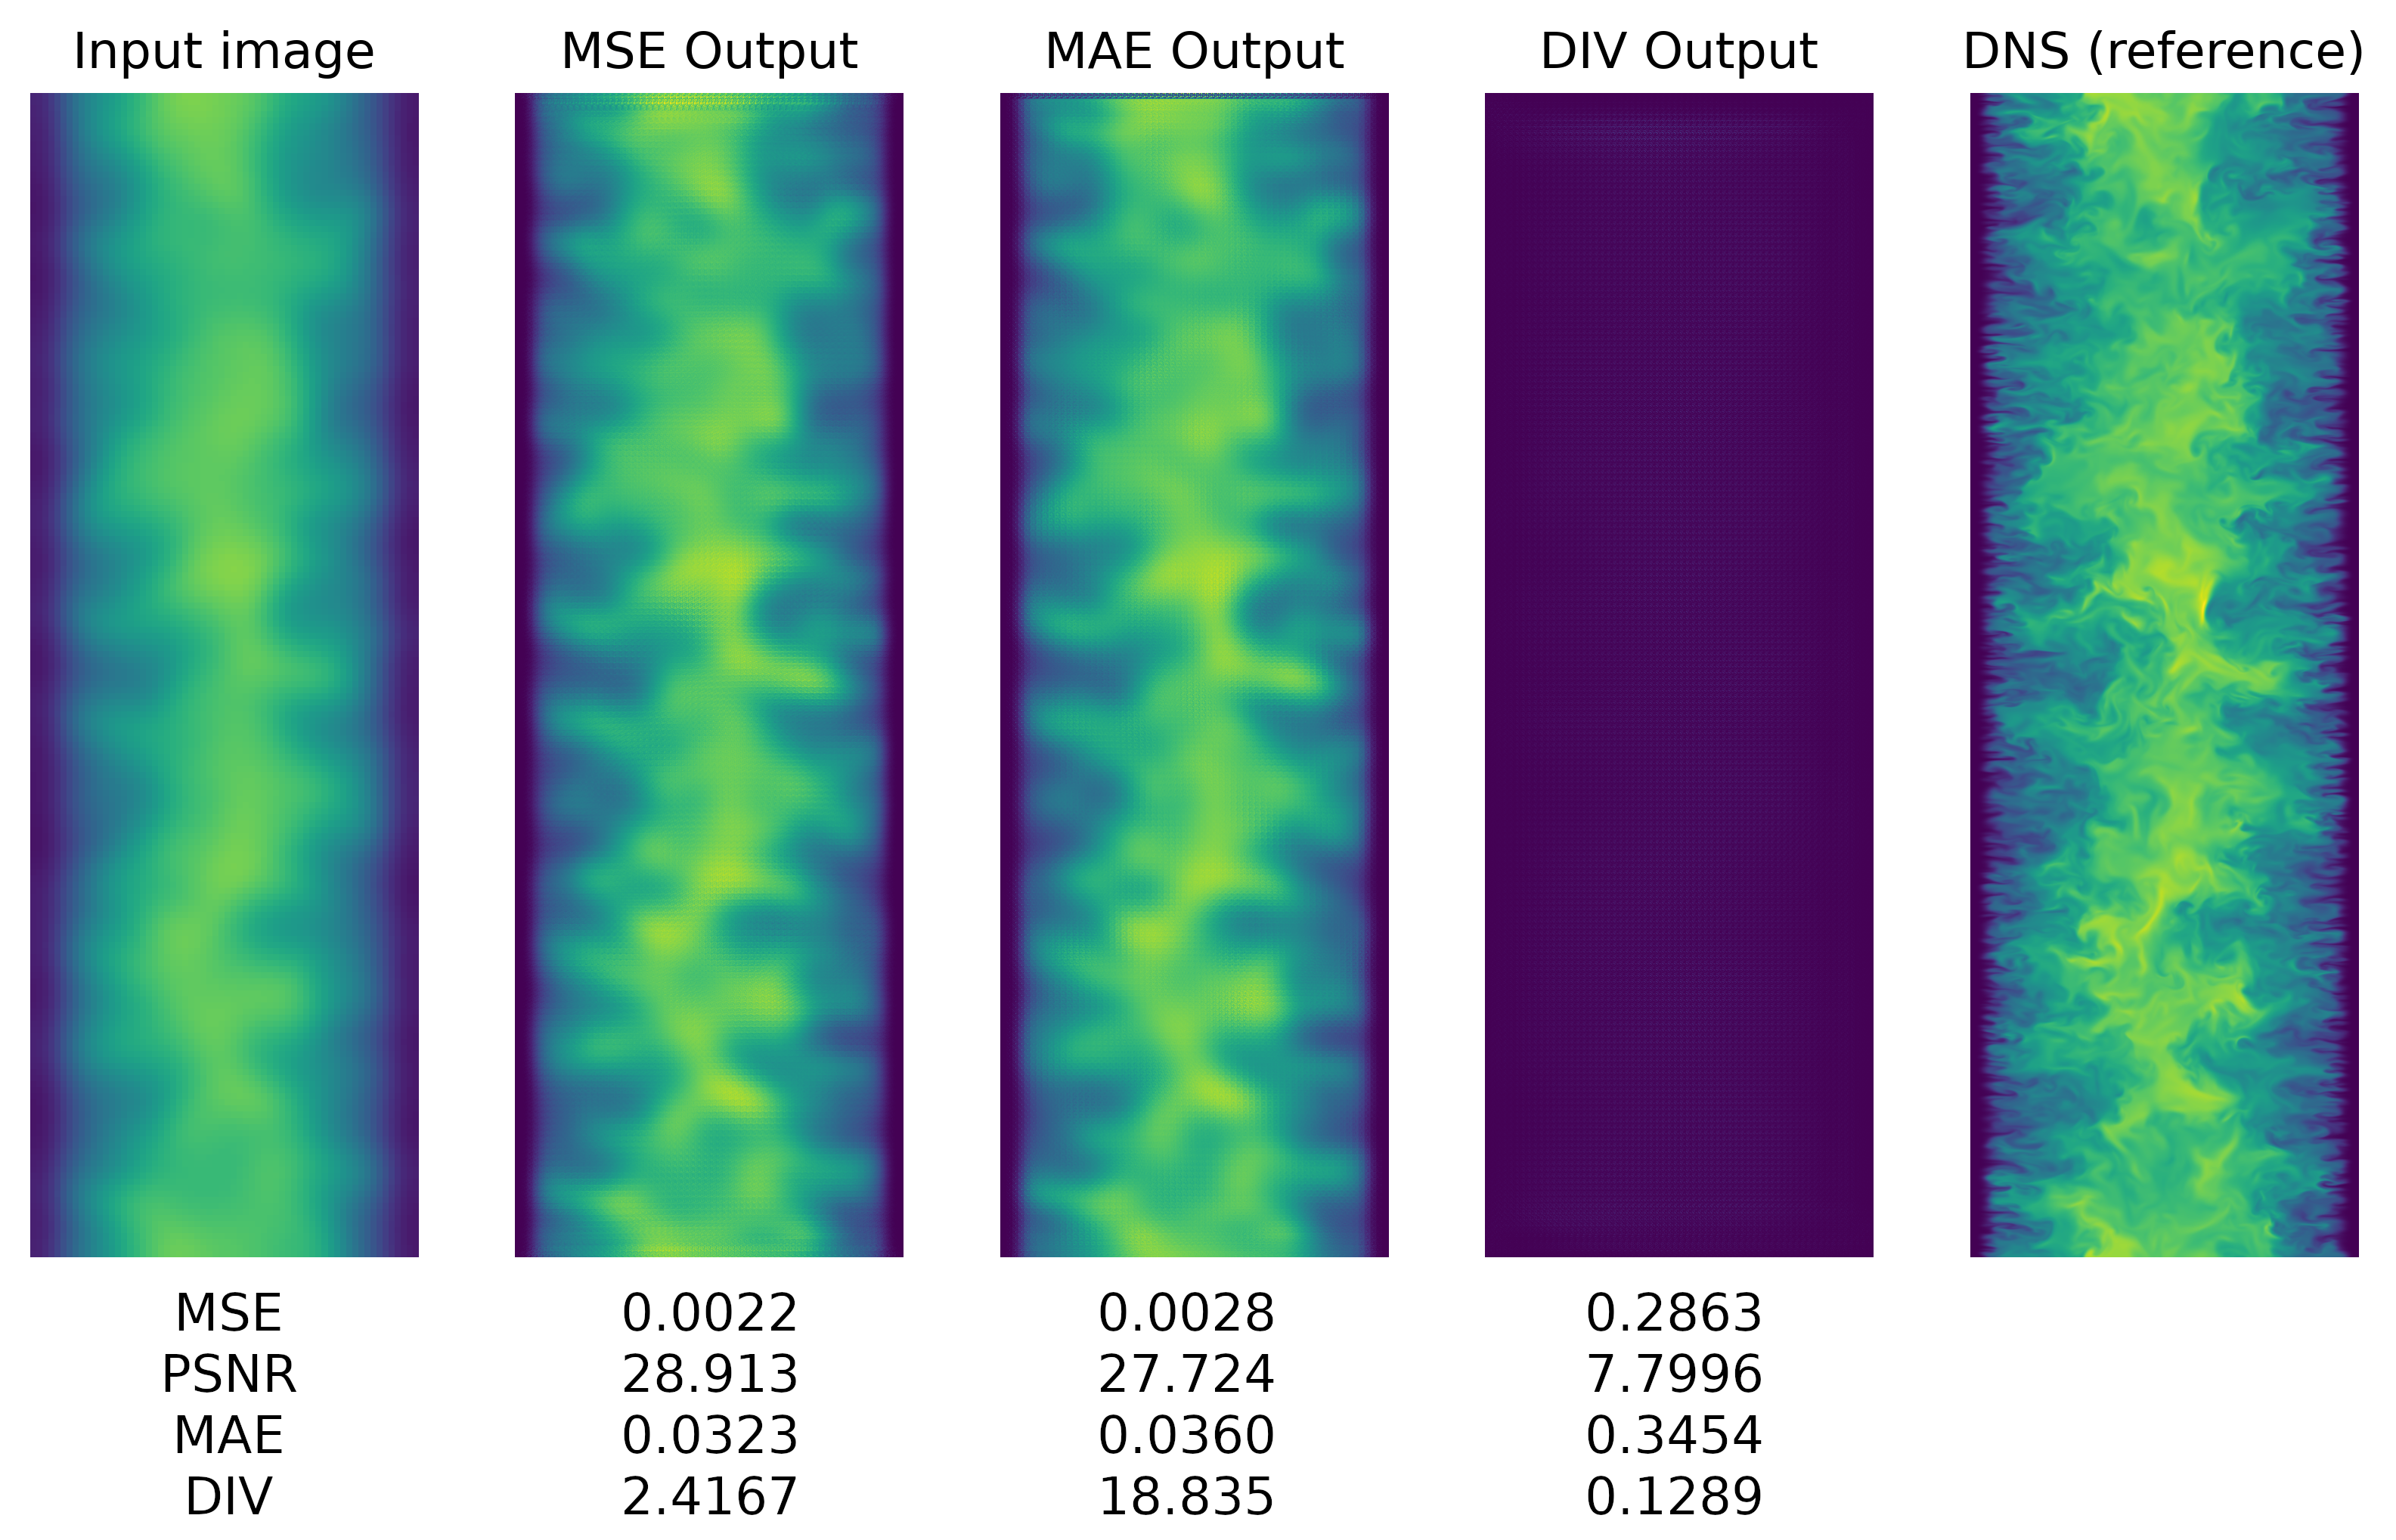 Input image MSE Output MAE Output DIV Output DNS (reference)
MSE 0.0022 0.0028 0.2863
PSNR 28.913 27.724 7.7996
MAE 0.0323 0.0360 0.3454
DIV 2.4167 18.835 0.1289